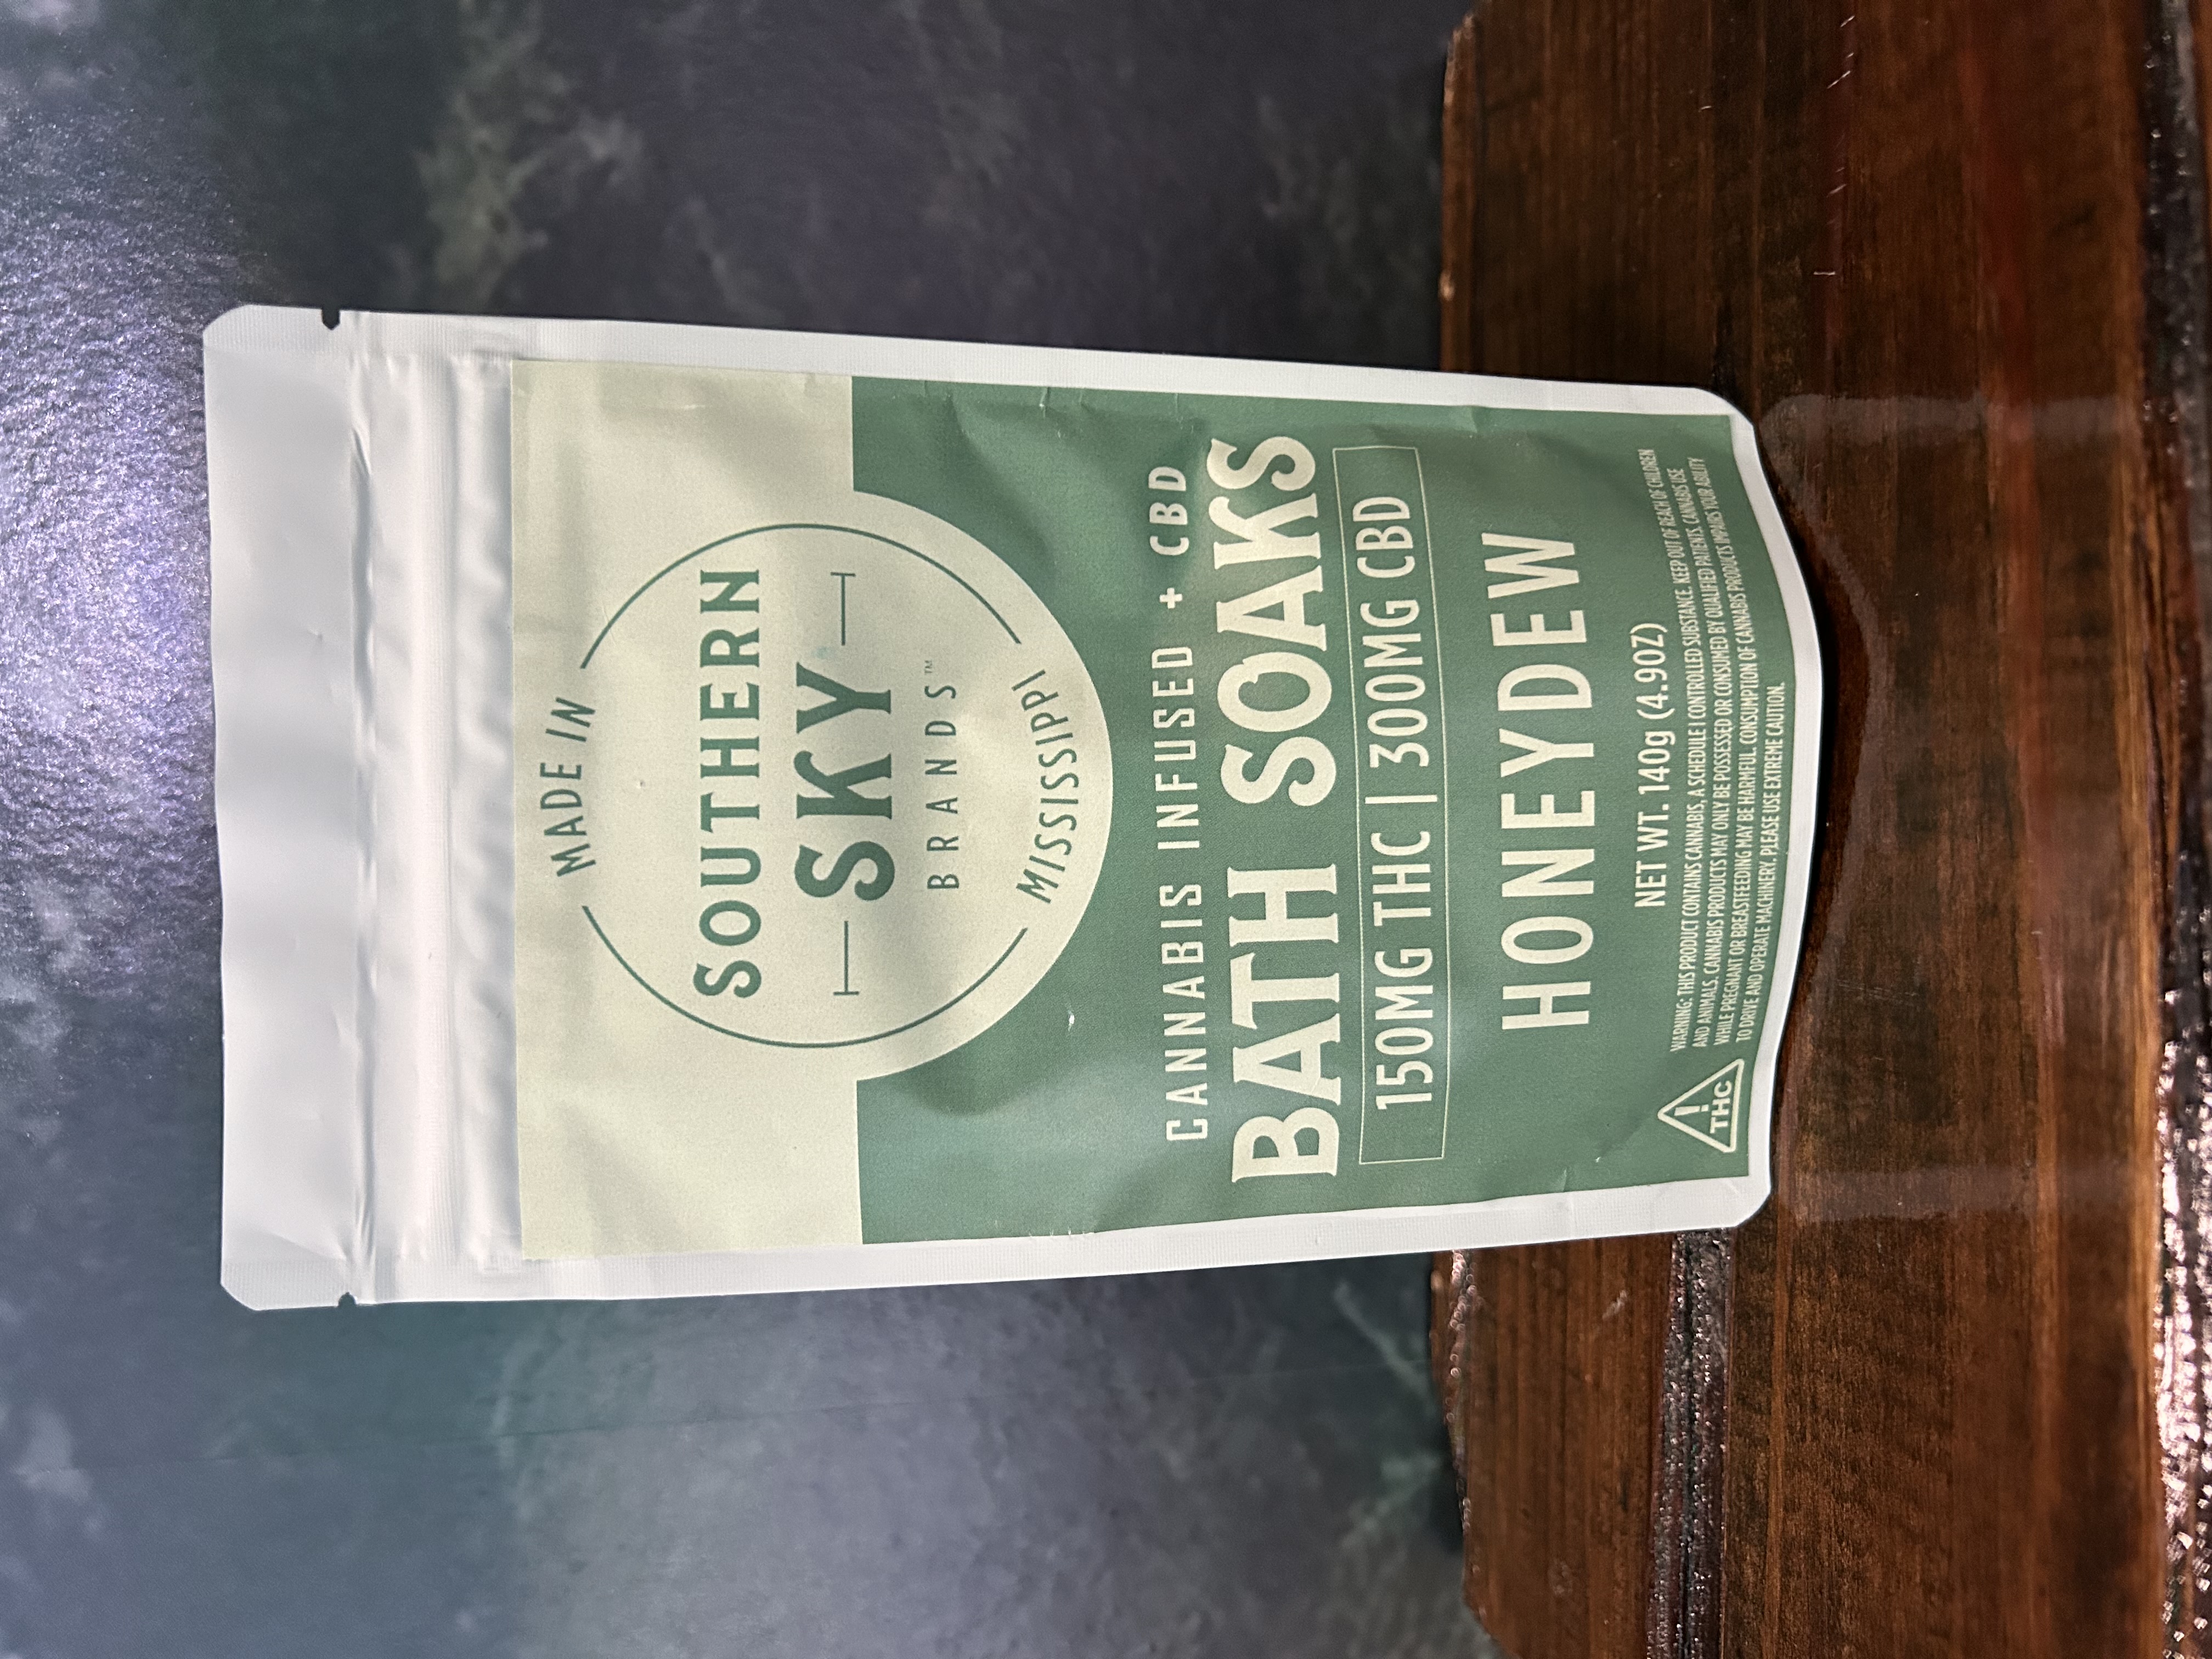 MADE IN
SOUTHERN
SKY
BRANDS™
MISSISSIPPI
CANNABIS INFUSED + CBD
BATH SOAKS
150MG THC | 300MG CBD
HONEYDEW
NET WT. 140g (4.9OZ)
WARNING: THIS PRODUCT CONTAINS CANNABIS, A SCHEDULE I CONTROLLED SUBSTANCE. KEEP OUT OF REACH OF CHILDREN
AND ANIMALS. CANNABIS PRODUCTS MAY ONLY BE POSSESSED OR CONSUMED BY QUALIFIED PATIENTS. CANNABIS USE
WHILE PREGNANT OR BREASTFEEDING MAY BE HARMFUL. CONSUMPTION OF CANNABIS PRODUCTS IMPAIRS YOUR ABILITY
TO DRIVE AND OPERATE MACHINERY. PLEASE USE EXTREME CAUTION.
!
THC